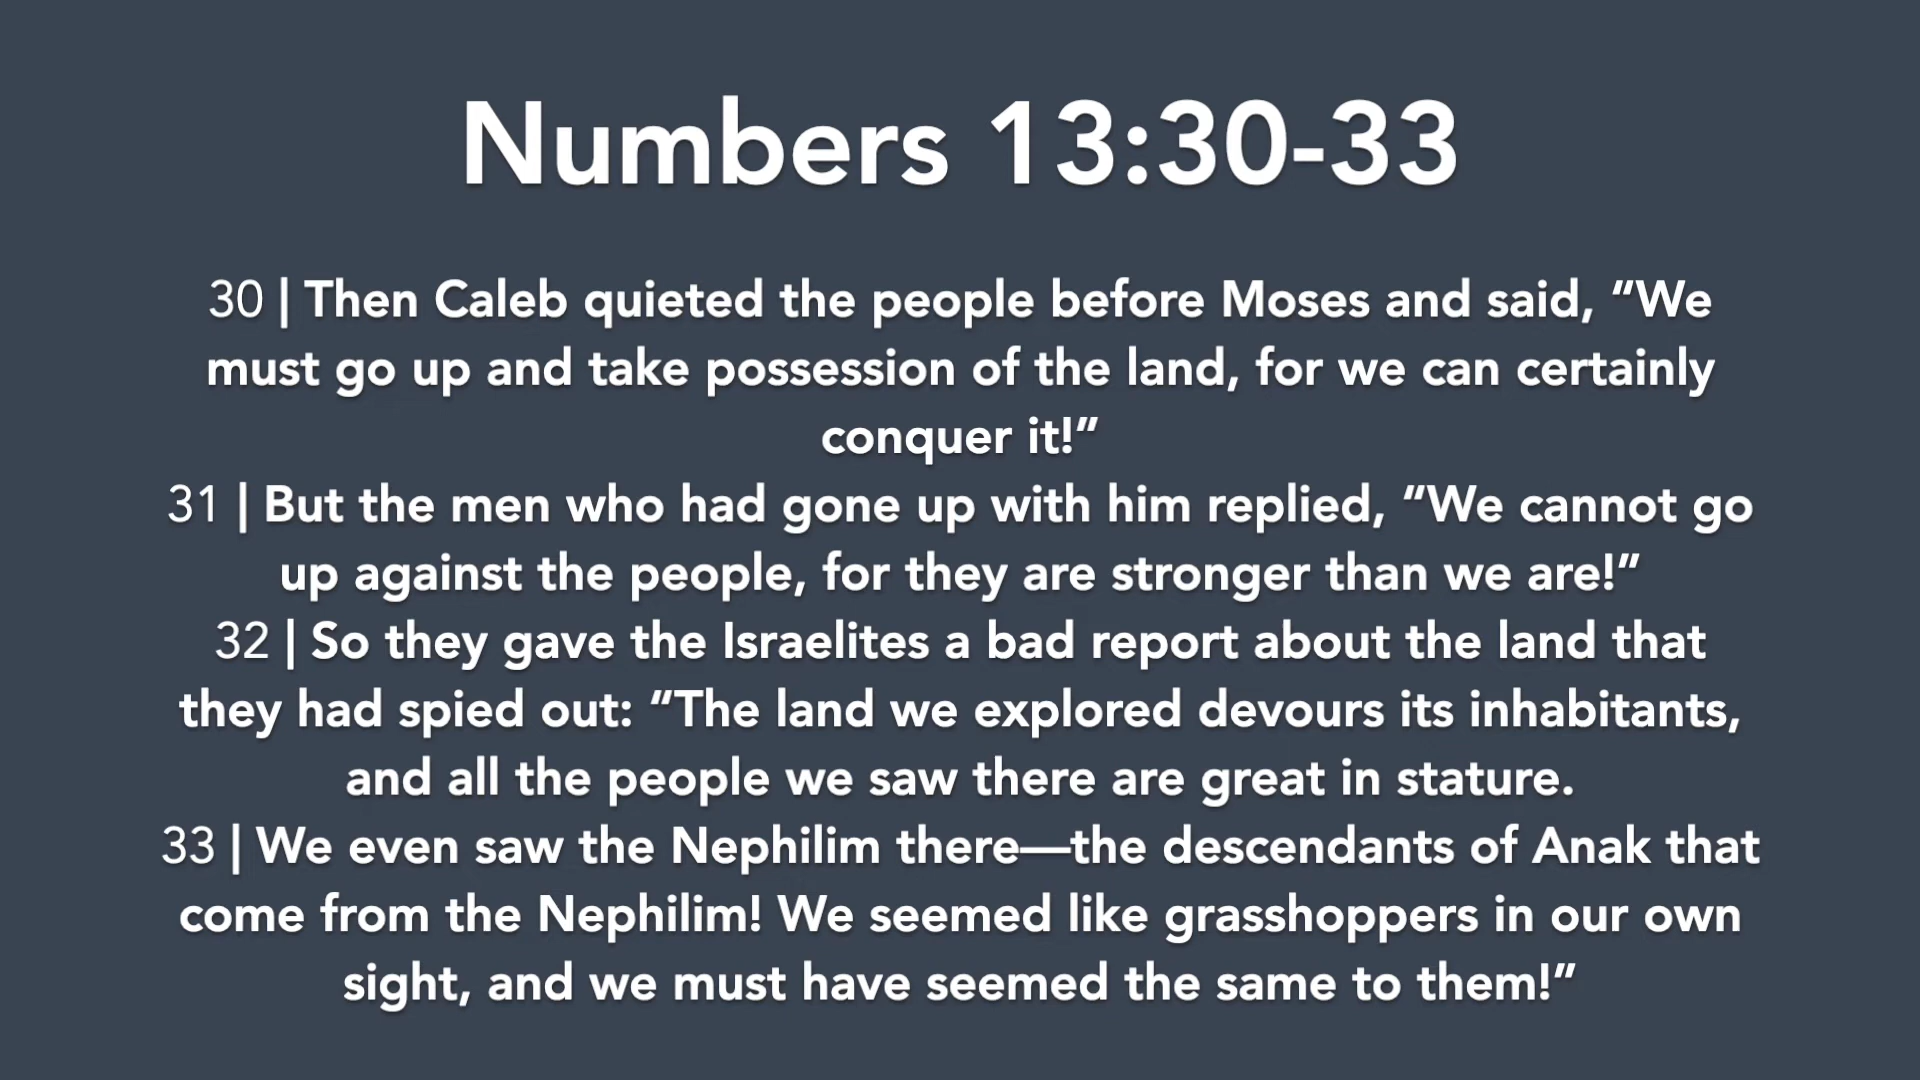 Numbers 13:30-33
30 | Then Caleb quieted the people before Moses and said, “We
must go up and take possession of the land, for we can certainly
conquer it!”
31 | But the men who had gone up with him replied, “We cannot go
up against the people, for they are stronger than we are!”
32 | So they gave the Israelites a bad report about the land that
they had spied out: “The land we explored devours its inhabitants,
and all the people we saw there are great in stature.
33 | We even saw the Nephilim there—the descendants of Anak that
come from the Nephilim! We seemed like grasshoppers in our own
sight, and we must have seemed the same to them!”